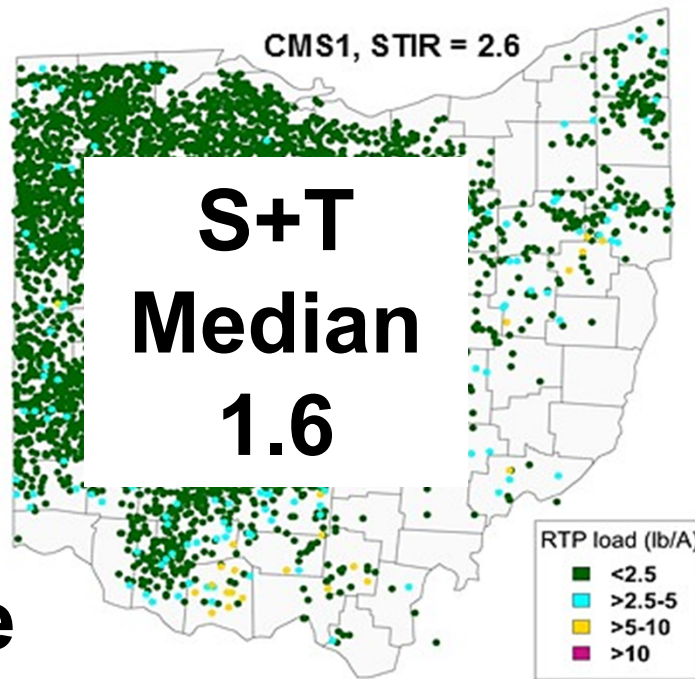 CMS1, STIR = 2.6
S+T
Median
1.6
e
RTP load (lb/A)
<2.5
>2.5-5
>5-10
>10